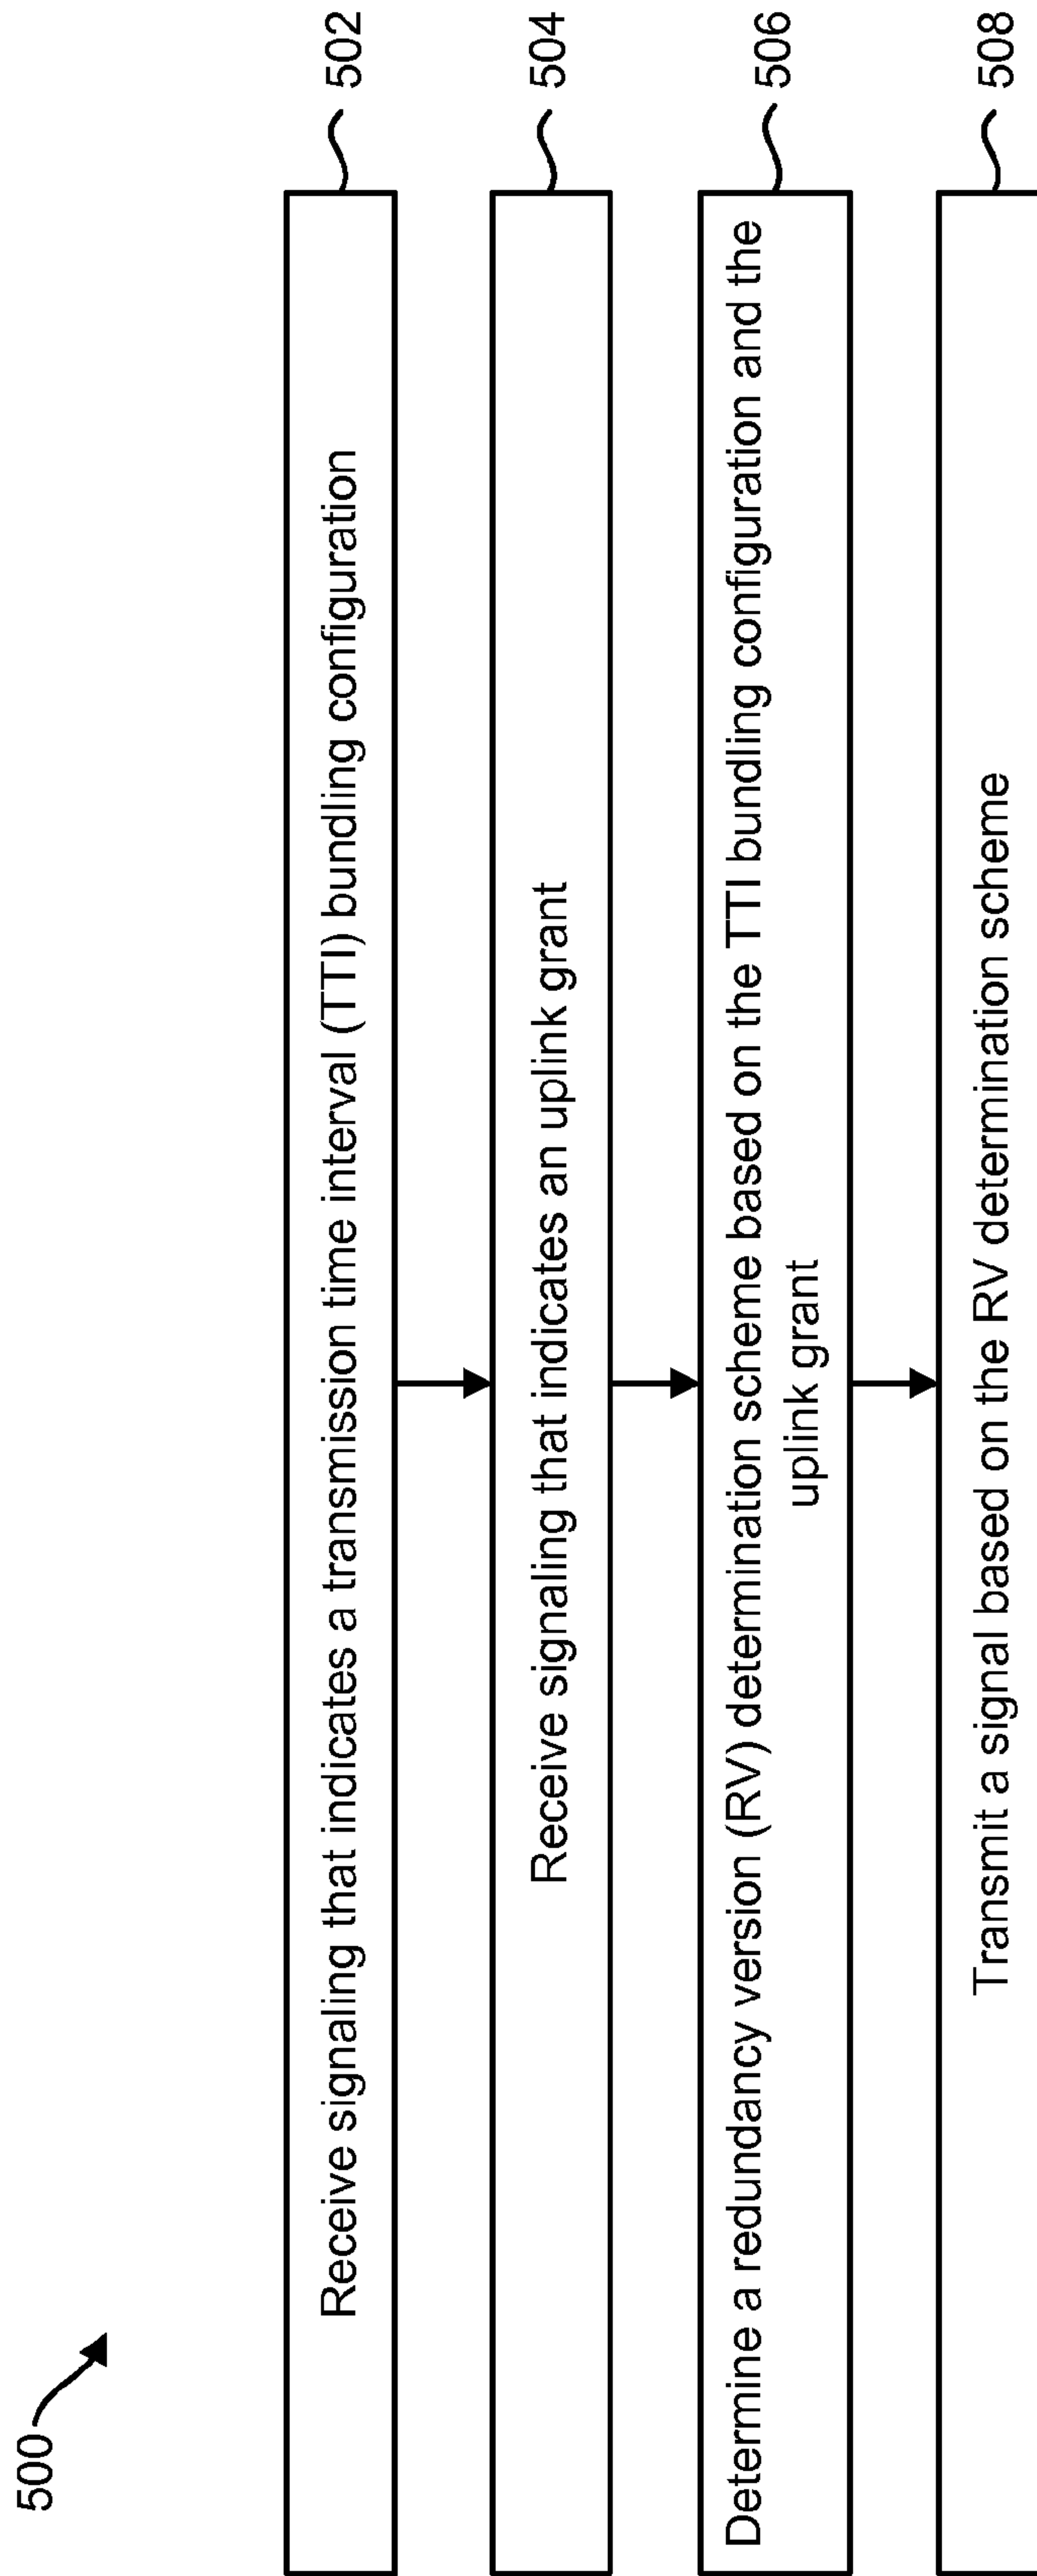 500
Receive signaling that indicates a transmission time interval (TTI) bundling configuration
502
Receive signaling that indicates an uplink grant
504
Determine a redundancy version (RV) determination scheme based on the TTI bundling configuration and the
uplink grant
506
Transmit a signal based on the RV determination scheme
508